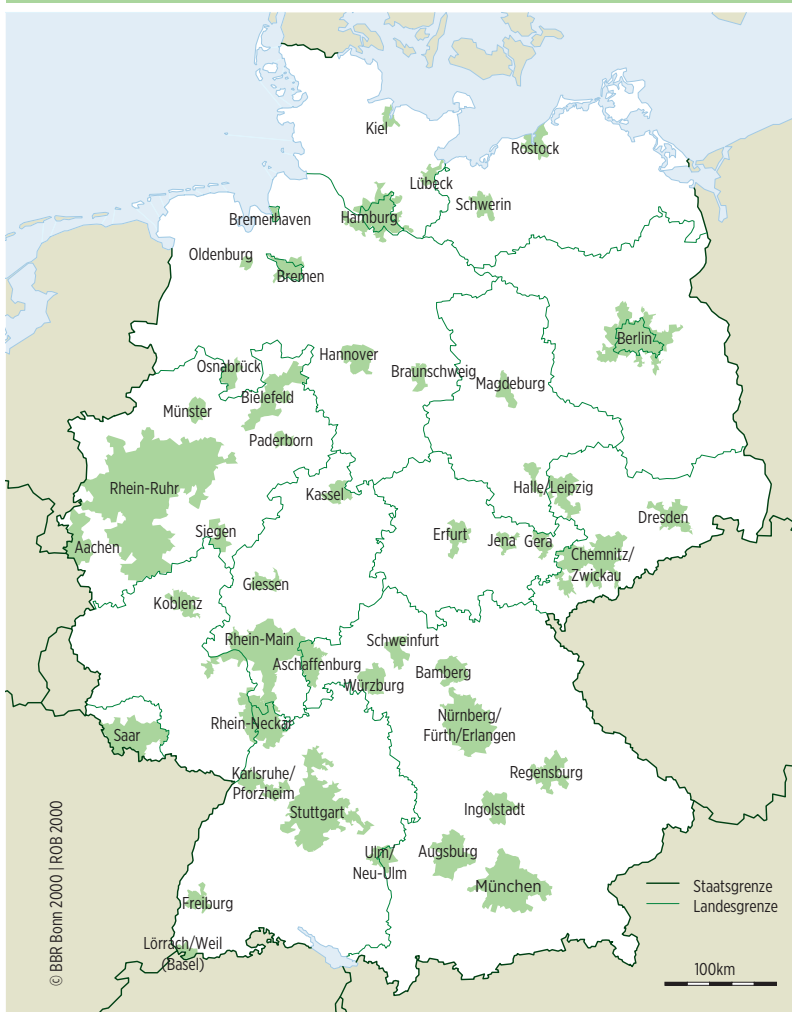 Kiel
Rostock
Lübeck
Schwerin
Hamburg
Bremerhaven
Oldenburg
Bremen
Berlin
Hannover
Osnabrück
Braunschweig
Magdeburg
Bielefeld
Münster
Paderborn
Rhein-Ruhr
Kassel
Halle/Leipzig
Dresden
Siegen
Erfurt
Jena
Gera
Aachen
Chemnitz/
Zwickau
Giessen
Koblenz
Rhein-Main
Schweinfurt
Aschaffenburg
Bamberg
Würzburg
Rhein-Neckar
Nürnberg/
Fürth/Erlangen
Saar
Karlsruhe/
Pforzheim
Regensburg
Stuttgart
Ingolstadt
Ulm/
Neu-Ulm
Augsburg
München
Freiburg
Lörrach/Weil
(Basel)
Staatsgrenze
Landesgrenze
100km
© BBR Bonn 2000 | ROB 2000